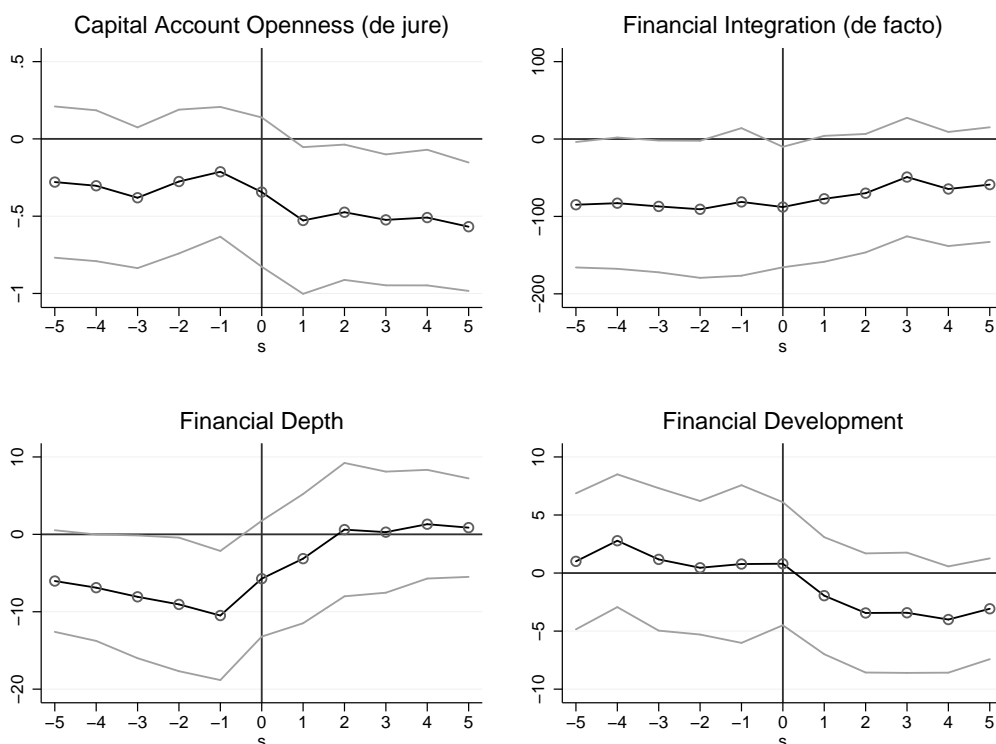 Capital Account Openness (de jure)
.5
0
−.5
−1
−5 −4 −3 −2 −1 0 1 2 3 4 5
s
Financial Integration (de facto)
100
0
−100
−200
−5 −4 −3 −2 −1 0 1 2 3 4 5
s
Financial Depth
10
0
−10
−20
−5 −4 −3 −2 −1 0 1 2 3 4 5
s
Financial Development
10
5
0
−5
−10
−5 −4 −3 −2 −1 0 1 2 3 4 5
s